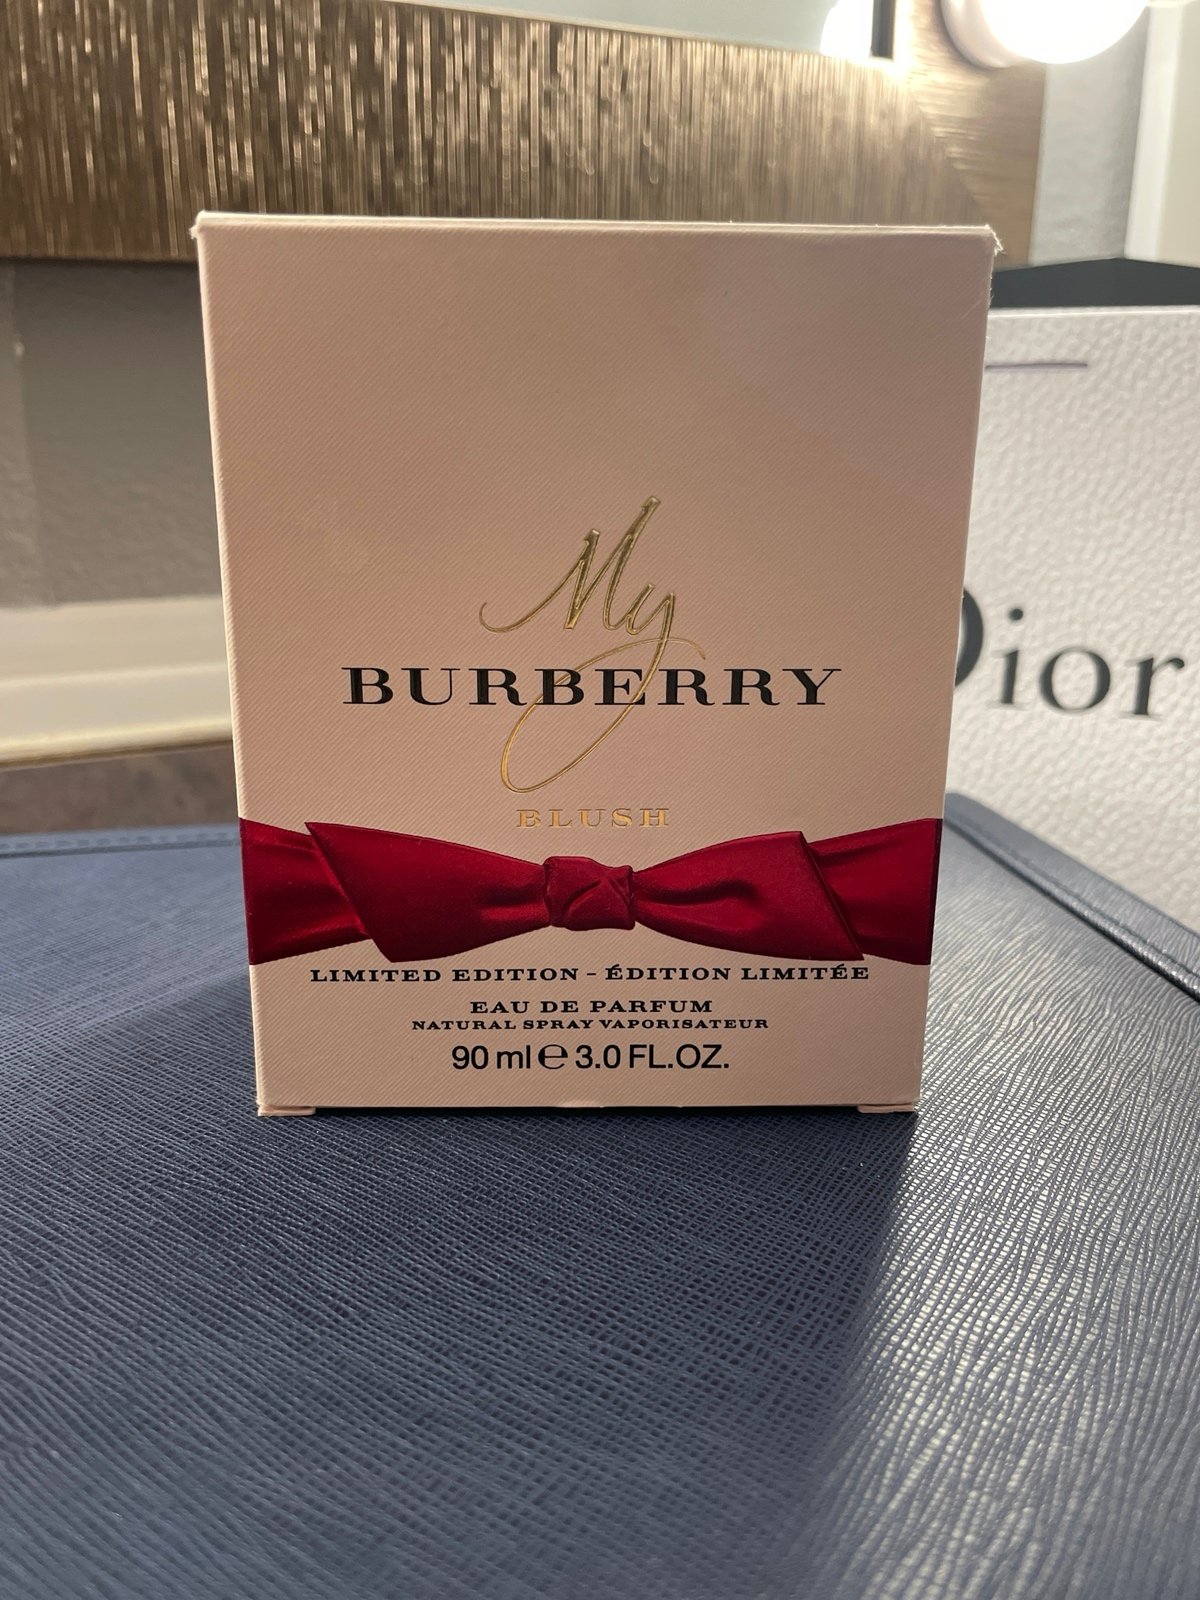 My
BURBERRY
BLUSH
LIMITED EDITION - ÉDITION LIMITÉE
EAU DE PARFUM
NATURAL SPRAY VAPORISATEUR
90 ml ℮ 3.0 FL.OZ.
Dior